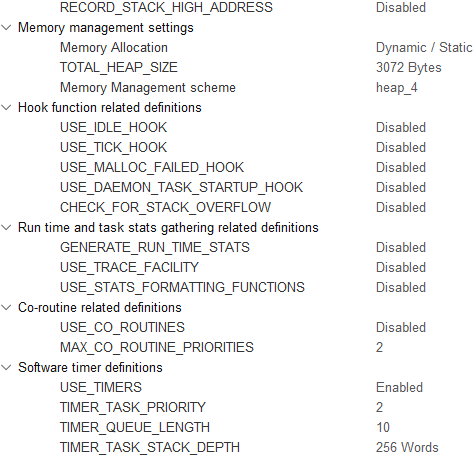 RECORD_STACK_HIGH_ADDRESS Disabled
Memory management settings
Memory Allocation Dynamic / Static
TOTAL_HEAP_SIZE 3072 Bytes
Memory Management scheme heap_4
Hook function related definitions
USE_IDLE_HOOK Disabled
USE_TICK_HOOK Disabled
USE_MALLOC_FAILED_HOOK Disabled
USE_DAEMON_TASK_STARTUP_HOOK Disabled
CHECK_FOR_STACK_OVERFLOW Disabled
Run time and task stats gathering related definitions
GENERATE_RUN_TIME_STATS Disabled
USE_TRACE_FACILITY Disabled
USE_STATS_FORMATTING_FUNCTIONS Disabled
Co-routine related definitions
USE_CO_ROUTINES Disabled
MAX_CO_ROUTINE_PRIORITIES 2
Software timer definitions
USE_TIMERS Enabled
TIMER_TASK_PRIORITY 2
TIMER_QUEUE_LENGTH 10
TIMER_TASK_STACK_DEPTH 256 Words